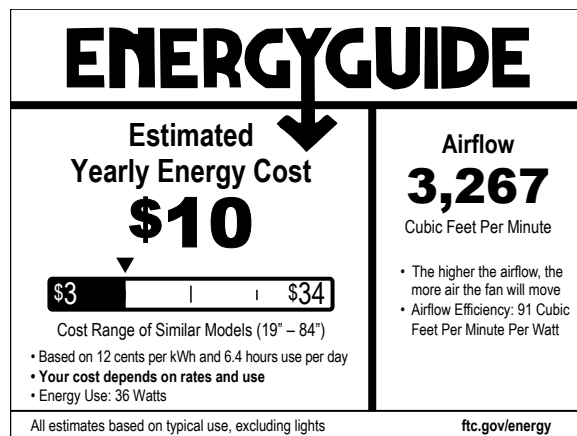 ENERGYGUIDE
Estimated
Yearly Energy Cost
$10
$3
$34
Cost Range of Similar Models (19” – 84”)
• Based on 12 cents per kWh and 6.4 hours use per day
• Your cost depends on rates and use
• Energy Use: 36 Watts
Airflow
3,267
Cubic Feet Per Minute
• The higher the airflow, the
more air the fan will move
• Airflow Efficiency: 91 Cubic
Feet Per Minute Per Watt
All estimates based on typical use, excluding lights
ftc.gov/energy